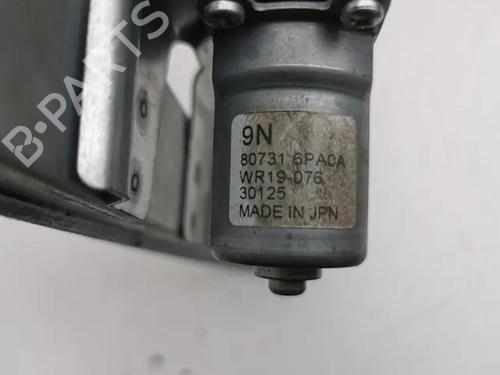 B-PARTS
9N
80731 6PA0A
WR19-076
30125
MADE IN JPN